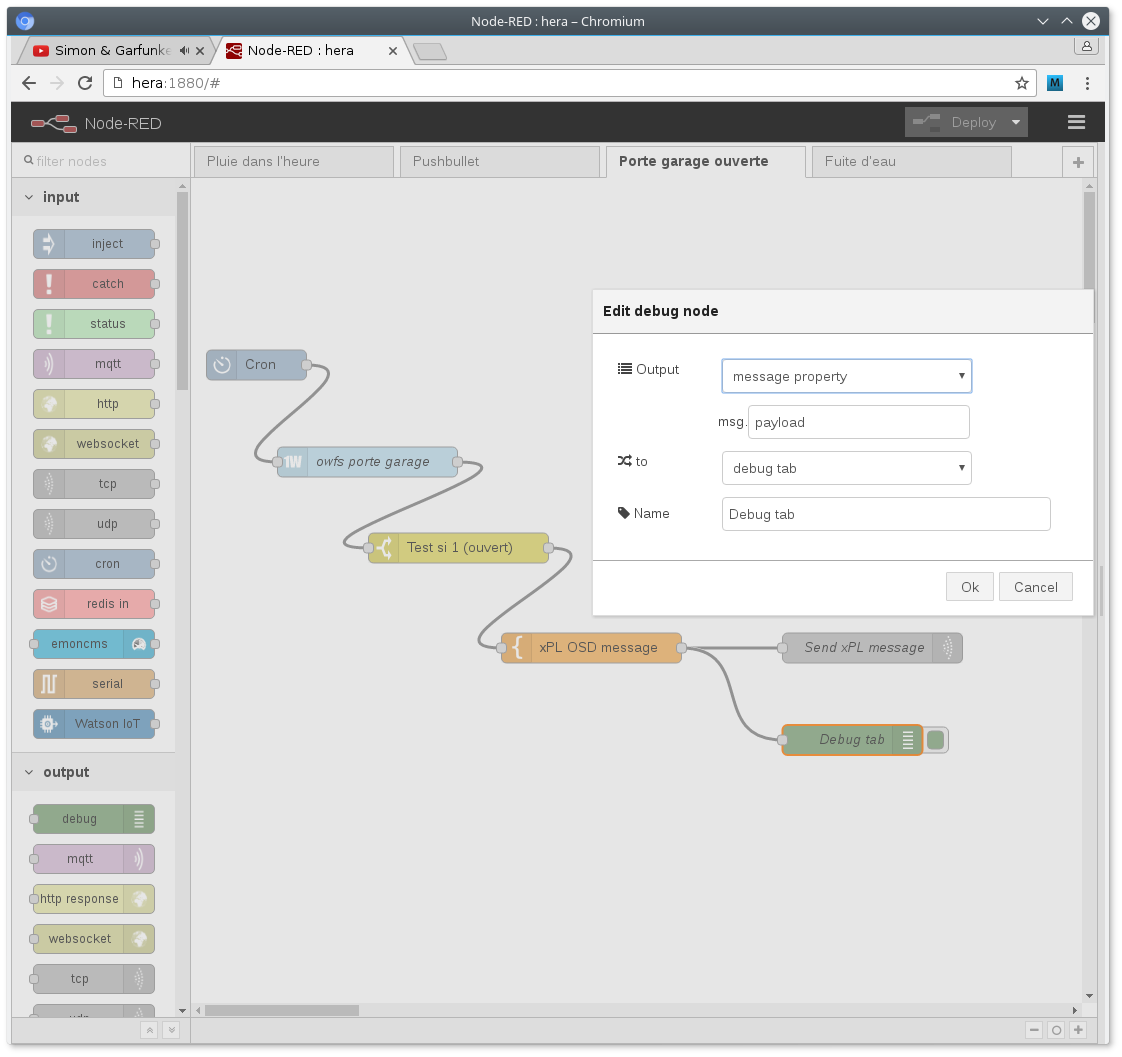 Node-RED : hera – Chromium
Simon & Garfunke
Node-RED : hera
hera:1880/#
M
Node-RED
Deploy
filter nodes
Pluie dans l'heure
Pushbullet
Porte garage ouverte
Fuite d'eau
input
inject
catch
status
mqtt
http
websocket
tcp
udp
cron
redis in
emoncms
serial
Watson IoT
output
debug
mqtt
http response
websocket
tcp
udp
Cron
1W owfs porte garage
Test si 1 (ouvert)
xPL OSD message
Send xPL message
Debug tab
Edit debug node
Output
message property
msg.
payload
to
debug tab
Name
Debug tab
Ok
Cancel